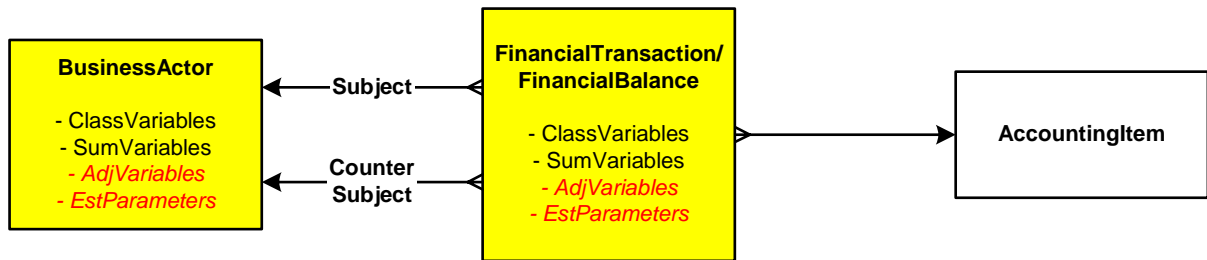 BusinessActor
- ClassVariables
- SumVariables
- AdjVariables
- EstParameters
Subject
Counter
Subject
FinancialTransaction/
FinancialBalance
- ClassVariables
- SumVariables
- AdjVariables
- EstParameters
AccountingItem